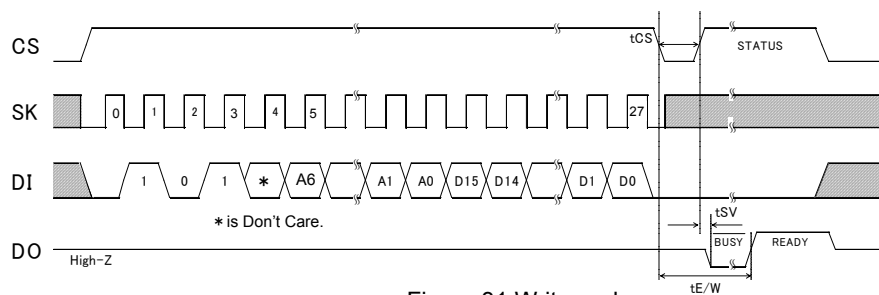 CS
tCS
STATUS
SK
0 1 2 3 4 5 27
DI
1 0 1 * A6 A1 A0 D15 D14 D1 D0
* is Don't Care.
tSV
DO
High-Z
BUSY READY
tE/W